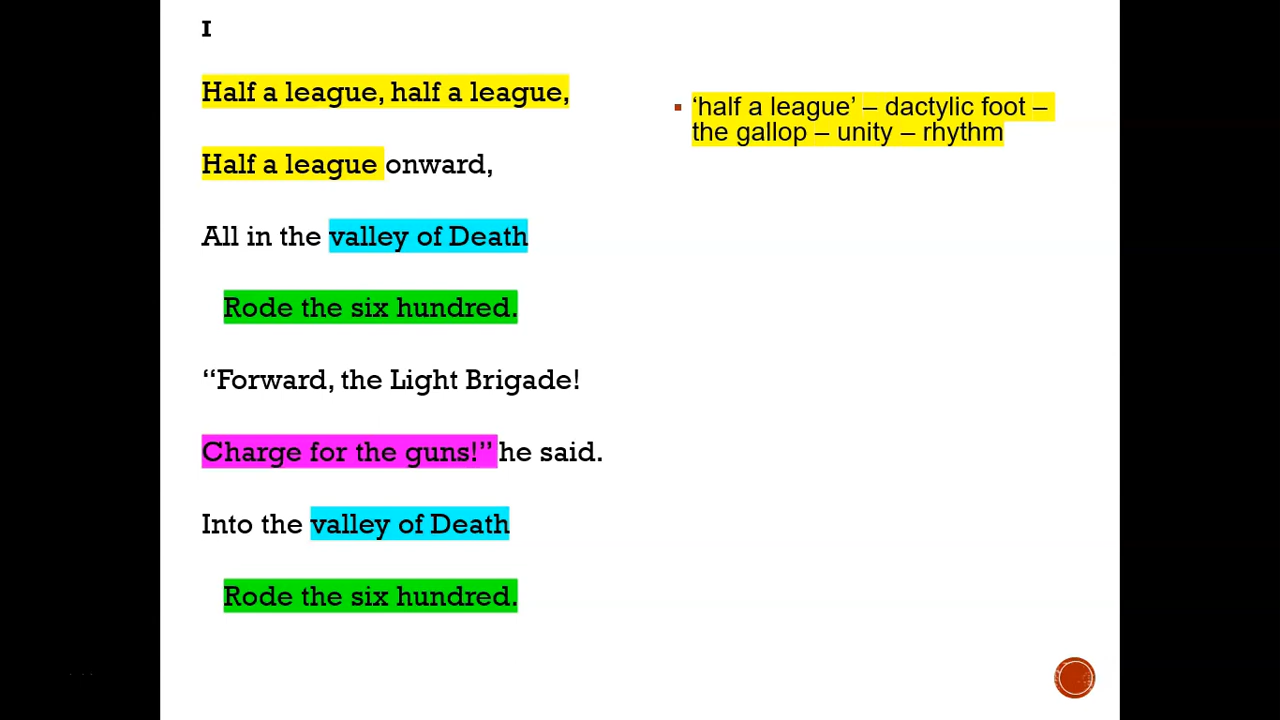 I
Half a league, half a league,
Half a league onward,
All in the valley of Death
Rode the six hundred.
“Forward, the Light Brigade!
Charge for the guns!” he said.
Into the valley of Death
Rode the six hundred.
‘half a league’ – dactylic foot –
the gallop – unity – rhythm